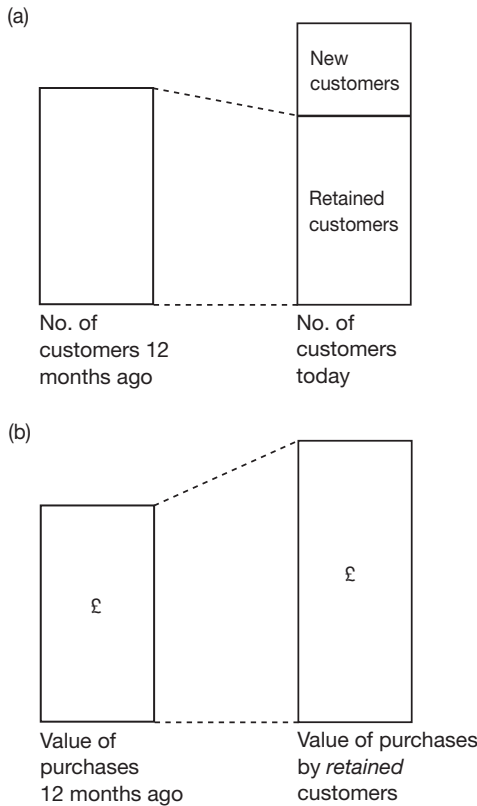 (a)
New
customers
Retained
customers
No. of
customers 12
months ago
No. of
customers
today
(b)
£
£
Value of
purchases
12 months ago
Value of purchases
by retained
customers